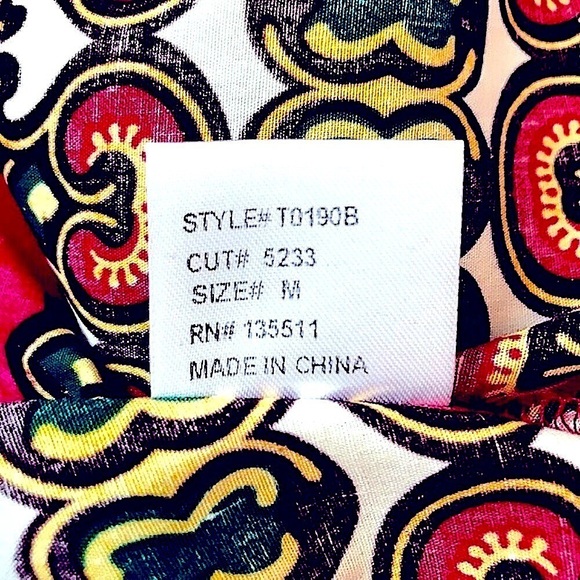 STYLE# T0190B
CUT# 5233
SIZE# M
RN# 135511
MADE IN CHINA